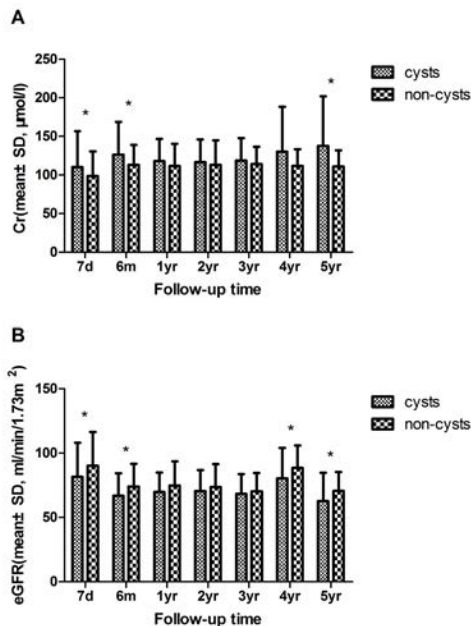 A
Cr(mean± SD, μmol/l)
250
200
150
100
50
0
*
*
*
7d 6m 1yr 2yr 3yr 4yr 5yr
Follow-up time
cysts
non-cysts
B
eGFR(mean± SD, ml/min/1.73m²)
150
100
50
0
*
*
*
*
7d 6m 1yr 2yr 3yr 4yr 5yr
Follow-up time
cysts
non-cysts